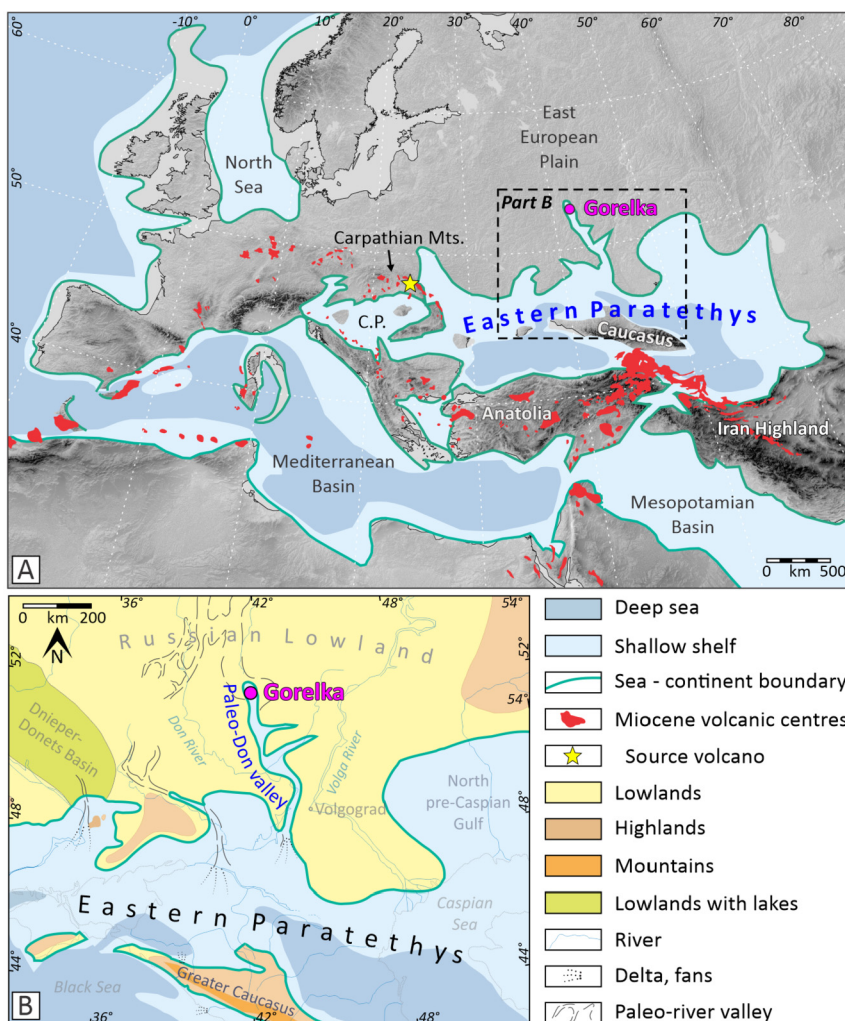 -10°
0°
10°
20°
30°
40°
50°
60°
70°
80°
60°
50°
40°
North
Sea
East
European
Plain
Part B
Gorelka
Carpathian Mts.
C.P.
Eastern Paratethys
Caucasus
Anatolia
Iran Highland
Mediterranean
Basin
Mesopotamian
Basin
A
0 km 500
0 km 200
36°
42°
48°
54°
N
Russian Lowland
52°
52°
54°
Gorelka
Dnieper-
Donets Basin
Don River
Paleo-Don valley
Volga River
Volgograd
North
pre-Caspian
Gulf
48°
48°
Caspian
Sea
Eastern Paratethys
44°
44°
Black Sea
Greater Caucasus
B
36°
42°
48°
Deep sea
Shallow shelf
Sea - continent boundary
Miocene volcanic centres
Source volcano
Lowlands
Highlands
Mountains
Lowlands with lakes
River
Delta, fans
Paleo-river valley